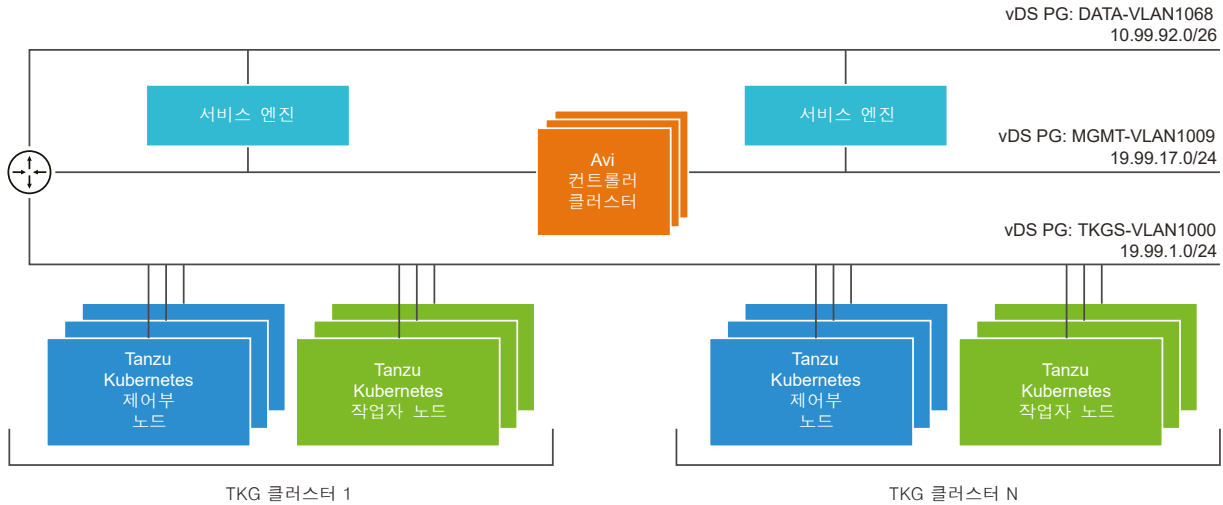 vDS PG: DATA-VLAN1068
10.99.92.0/26
서비스 엔진
서비스 엔진
vDS PG: MGMT-VLAN1009
19.99.17.0/24
Avi
컨트롤러
클러스터
vDS PG: TKGS-VLAN1000
19.99.1.0/24
Tanzu
Kubernetes
제어부
노드
Tanzu
Kubernetes
작업자 노드
Tanzu
Kubernetes
제어부
노드
Tanzu
Kubernetes
작업자 노드
TKG 클러스터 1
TKG 클러스터 N